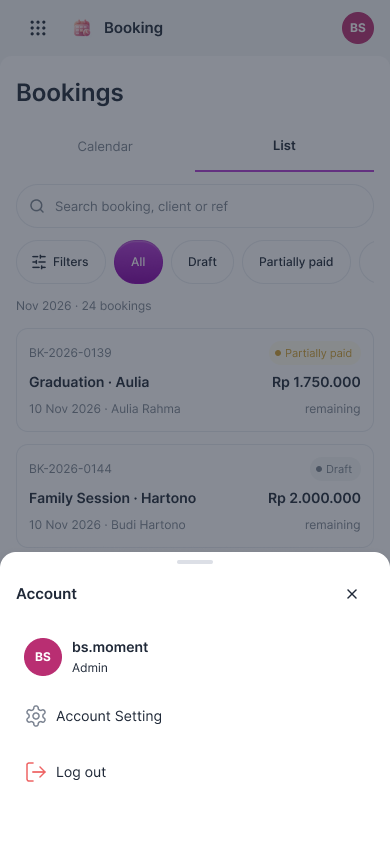 Booking
BS
Bookings
Calendar
List
Search booking, client or ref
Filters
All
Draft
Partially paid
Nov 2026 · 24 bookings
BK-2026-0139
Partially paid
Graduation · Aulia
Rp 1.750.000
10 Nov 2026 · Aulia Rahma
remaining
BK-2026-0144
Draft
Family Session · Hartono
Rp 2.000.000
10 Nov 2026 · Budi Hartono
remaining
Account
BS
bs.moment
Admin
Account Setting
Log out